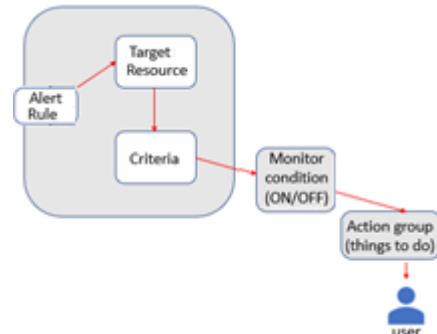 Target
Resource
Alert
Rule
Criteria
Monitor
condition
(ON/OFF)
Action group
(things to do)
user